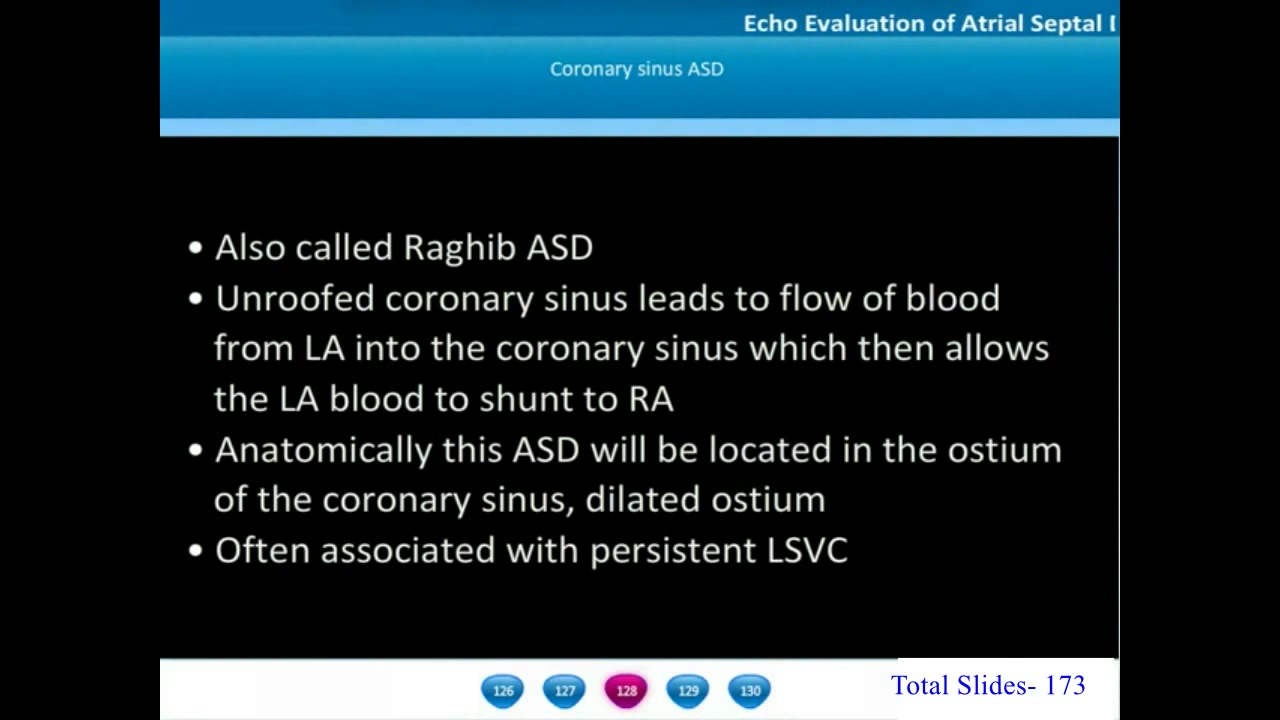 Echo Evaluation of Atrial Septal
Coronary sinus ASD
• Also called Raghib ASD
• Unroofed coronary sinus leads to flow of blood
from LA into the coronary sinus which then allows
the LA blood to shunt to RA
• Anatomically this ASD will be located in the ostium
of the coronary sinus, dilated ostium
• Often associated with persistent LSVC
126 127 128 129 130
Total Slides- 173